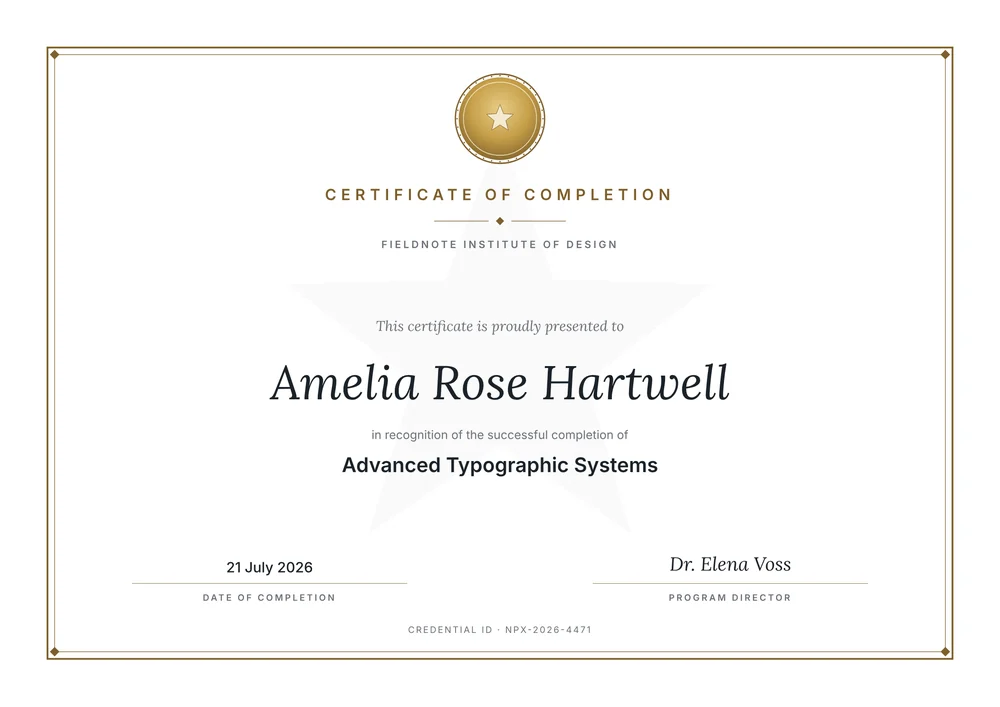 CERTIFICATE OF COMPLETION
FIELDNOTE INSTITUTE OF DESIGN
This certificate is proudly presented to
Amelia Rose Hartwell
in recognition of the successful completion of
Advanced Typographic Systems
21 July 2026
DATE OF COMPLETION
Dr. Elena Voss
PROGRAM DIRECTOR
CREDENTIAL ID · NPX-2026-4471